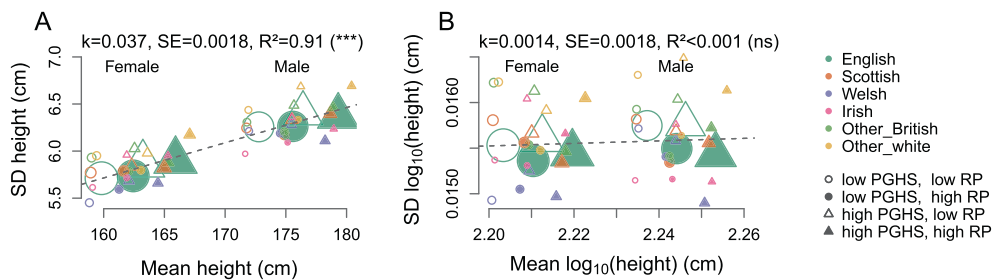 A
k=0.037, SE=0.0018, R²=0.91 (***)
Female
Male
SD height (cm)
7.0
6.5
6.0
5.5
160
165
170
175
180
Mean height (cm)
B
k=0.0014, SE=0.0018, R²<0.001 (ns)
Female
Male
SD log10(height) (cm)
0.0160
0.0150
2.20
2.22
2.24
2.26
Mean log10(height) (cm)
English
Scottish
Welsh
Irish
Other_British
Other_white
low PGHS, low RP
low PGHS, high RP
high PGHS, low RP
high PGHS, high RP